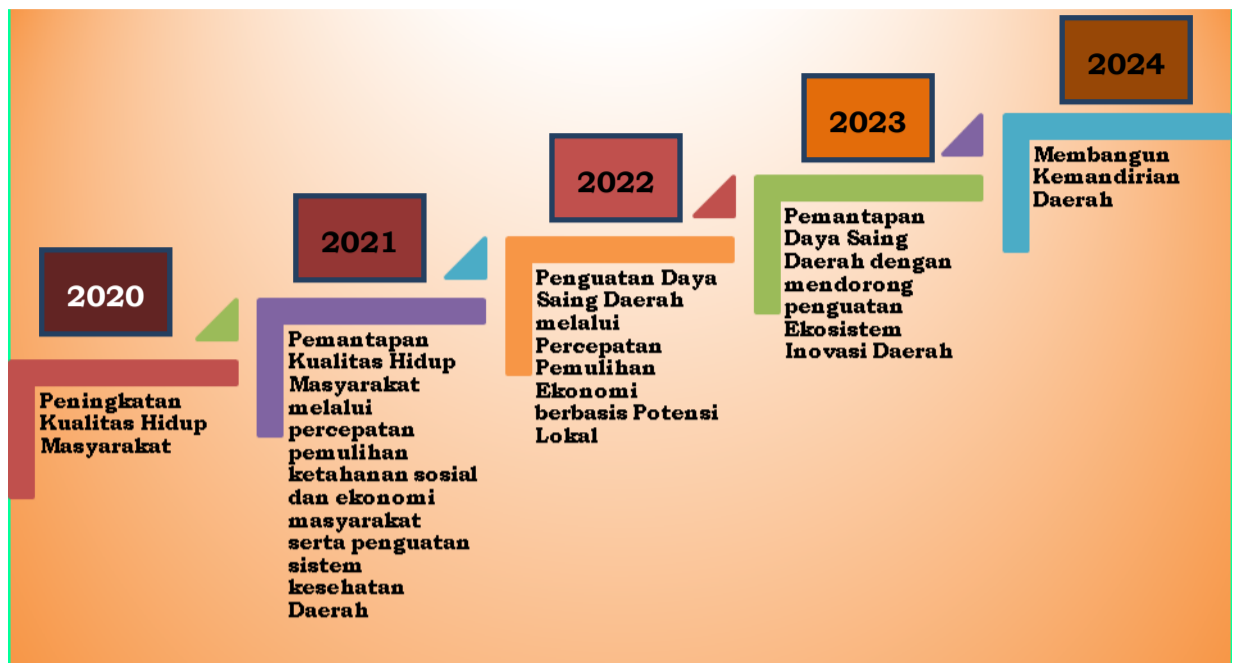 2020
Peningkatan
Kualitas Hidup
Masyarakat
2021
Pemantapan
Kualitas Hidup
Masyarakat
melalui
percepatan
pemulihan
ketahanan sosial
dan ekonomi
masyarakat
serta penguatan
sistem
kesehatan
Daerah
2022
Penguatan Daya
Saing Daerah
melalui
Percepatan
Pemulihan
Ekonomi
berbasis Potensi
Lokal
2023
Pemantapan
Daya Saing
Daerah dengan
mendorong
penguatan
Ekosistem
Inovasi Daerah
2024
Membangun
Kemandirian
Daerah